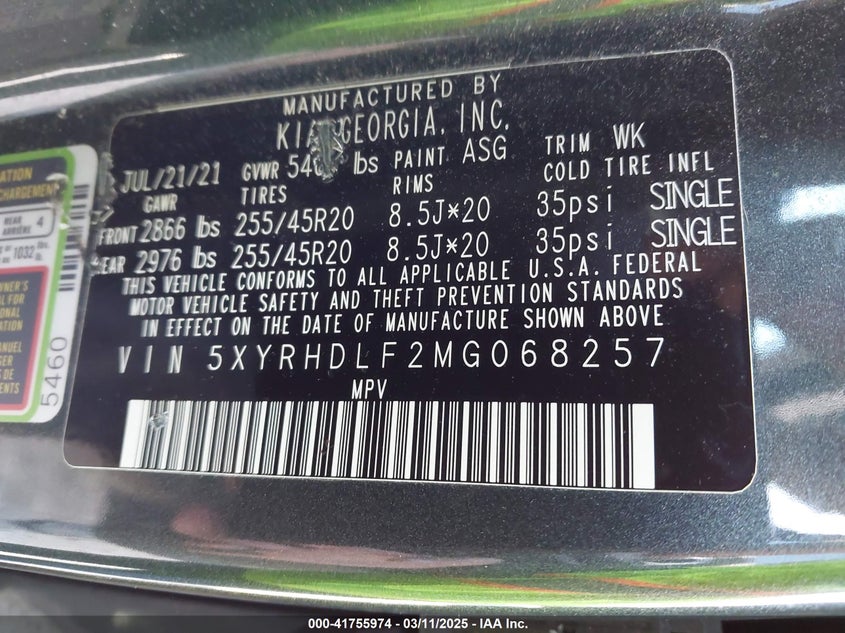 MANUFACTURED BY
GEORGIA, INC.
JUL/21/21 GVWR lbs PAINT ASG TRIM WK
GAWR TIRES RIMS COLD TIRE INFL
FRONT 2866 lbs 255/45R20 8.5J*20 35psi SINGLE
2976 lbs 255/45R20 8.5J*20 35psi SINGLE
THIS VEHICLE CONFORMS TO ALL APPLICABLE U.S.A. FEDERAL
MOTOR VEHICLE SAFETY AND THEFT PREVENTION STANDARDS
IN EFFECT ON THE DATE OF MANUFACTURE SHOWN ABOVE
VIN 5XYRHDLF2MG068257
MPV
REAR
ARRIÈRE 4
1032
5460
000-41755974 - 03/11/2025 - IAA Inc.